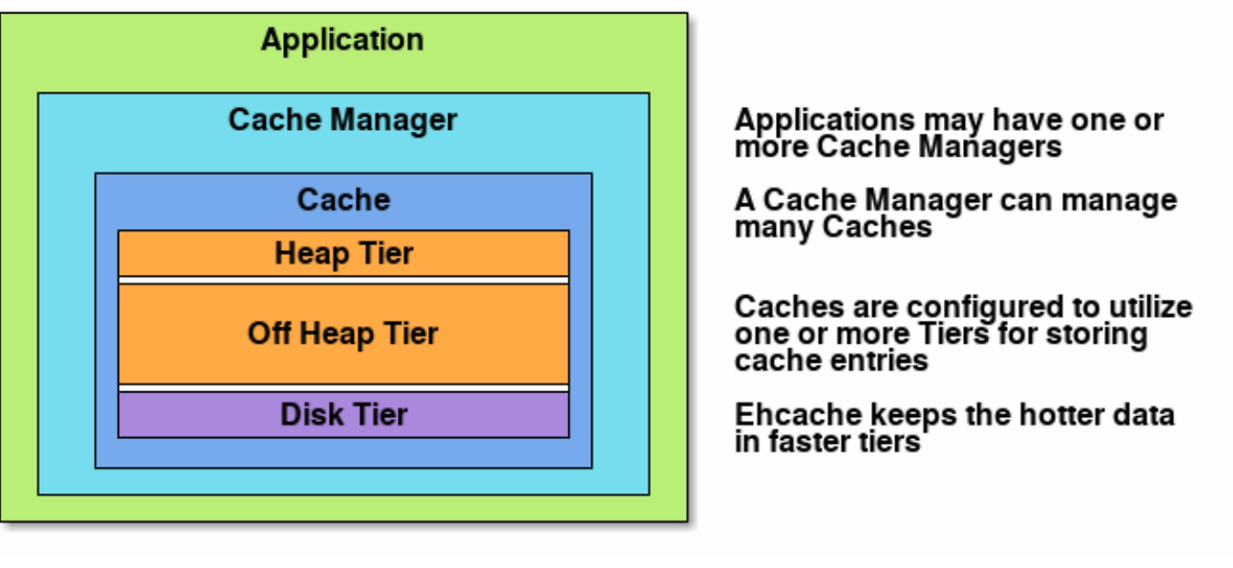 Application
Cache Manager
Cache
Heap Tier
Off Heap Tier
Disk Tier
Applications may have one or
more Cache Managers
A Cache Manager can manage
many Caches
Caches are configured to utilize
one or more Tiers for storing
cache entries
Ehcache keeps the hotter data
in faster tiers